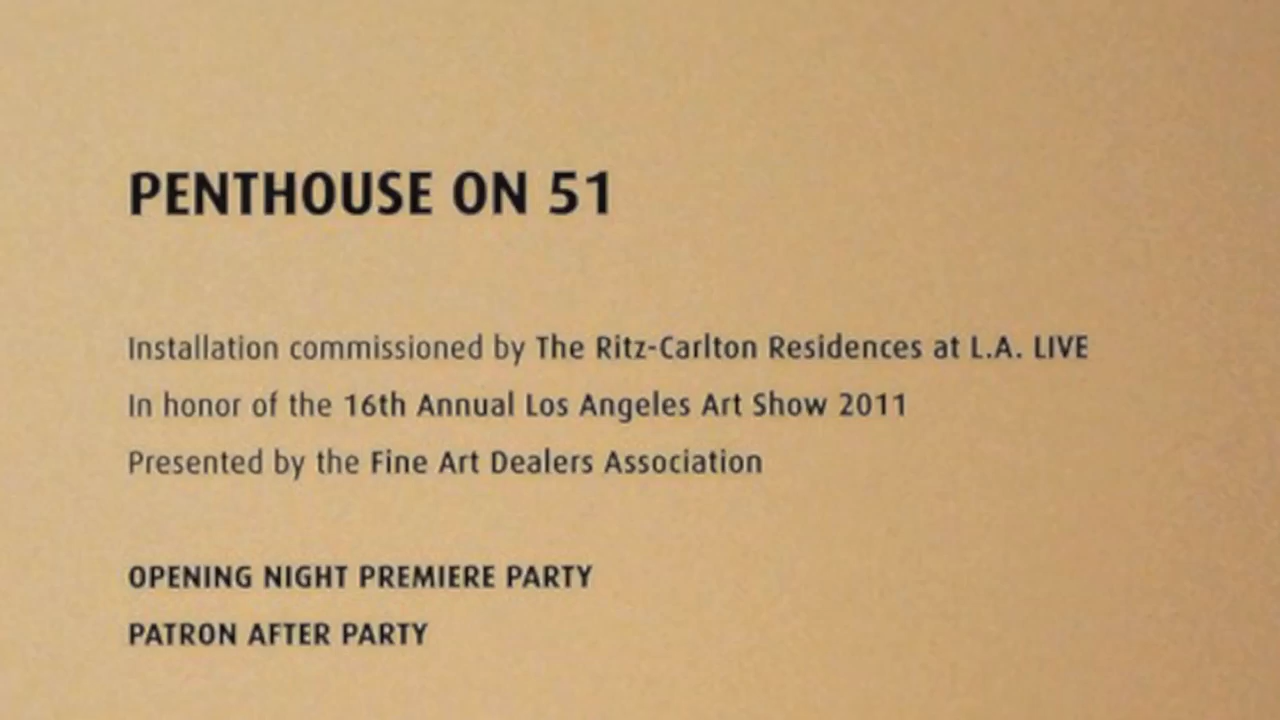 PENTHOUSE ON 51
Installation commissioned by The Ritz-Carlton Residences at L.A. LIVE
In honor of the 16th Annual Los Angeles Art Show 2011
Presented by the Fine Art Dealers Association
OPENING NIGHT PREMIERE PARTY
PATRON AFTER PARTY